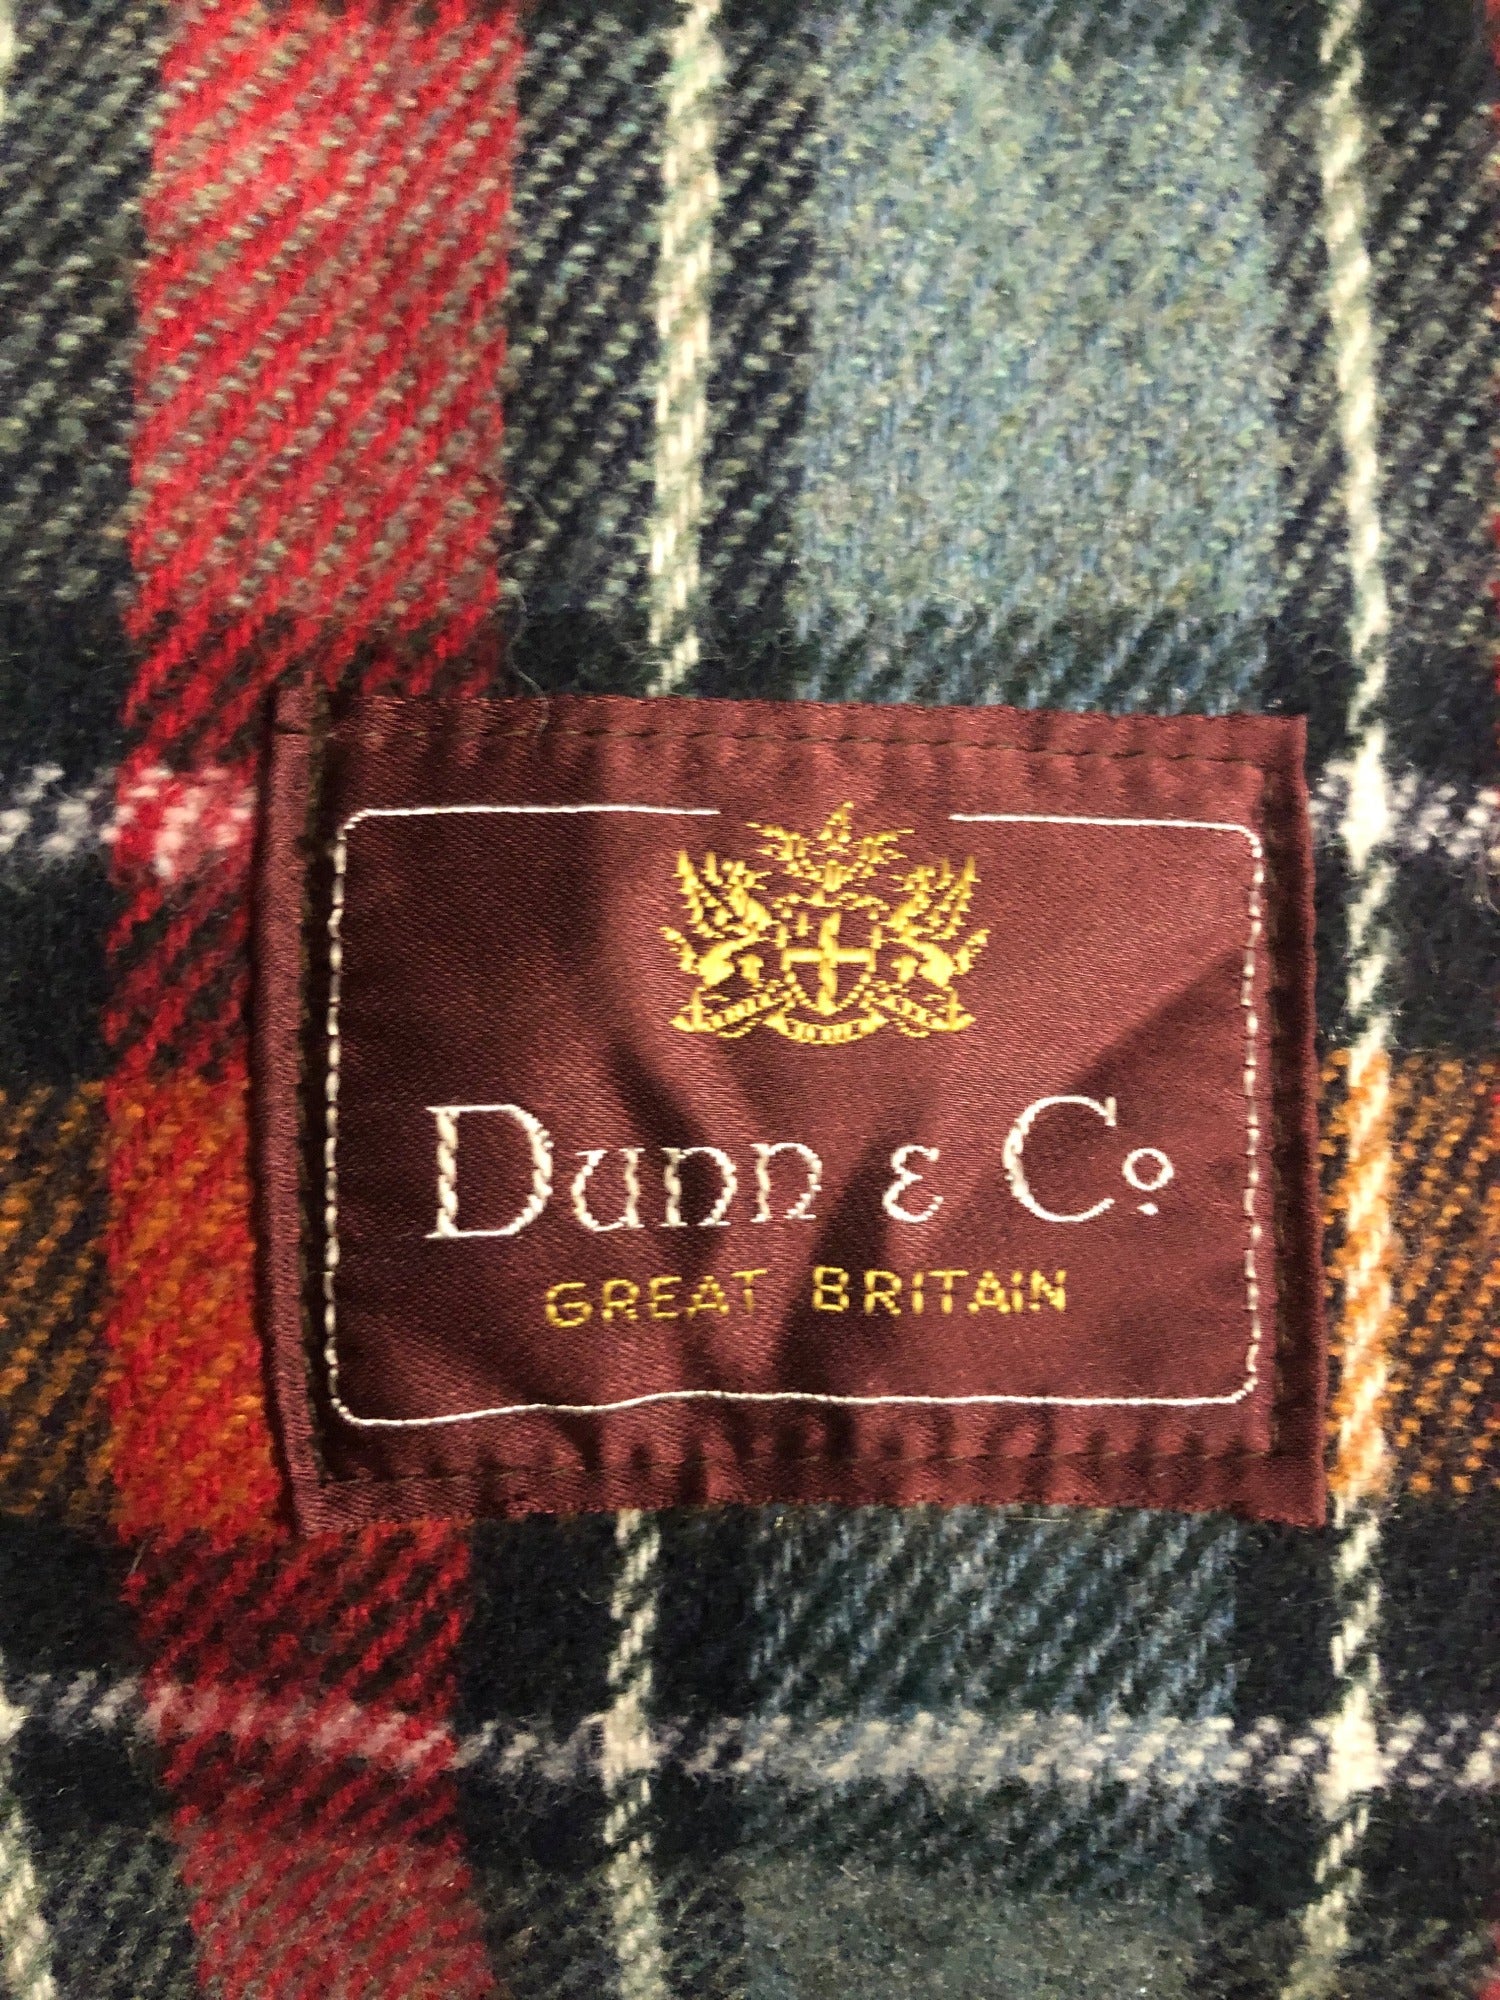 Dunn & Co.
GREAT BRITAIN